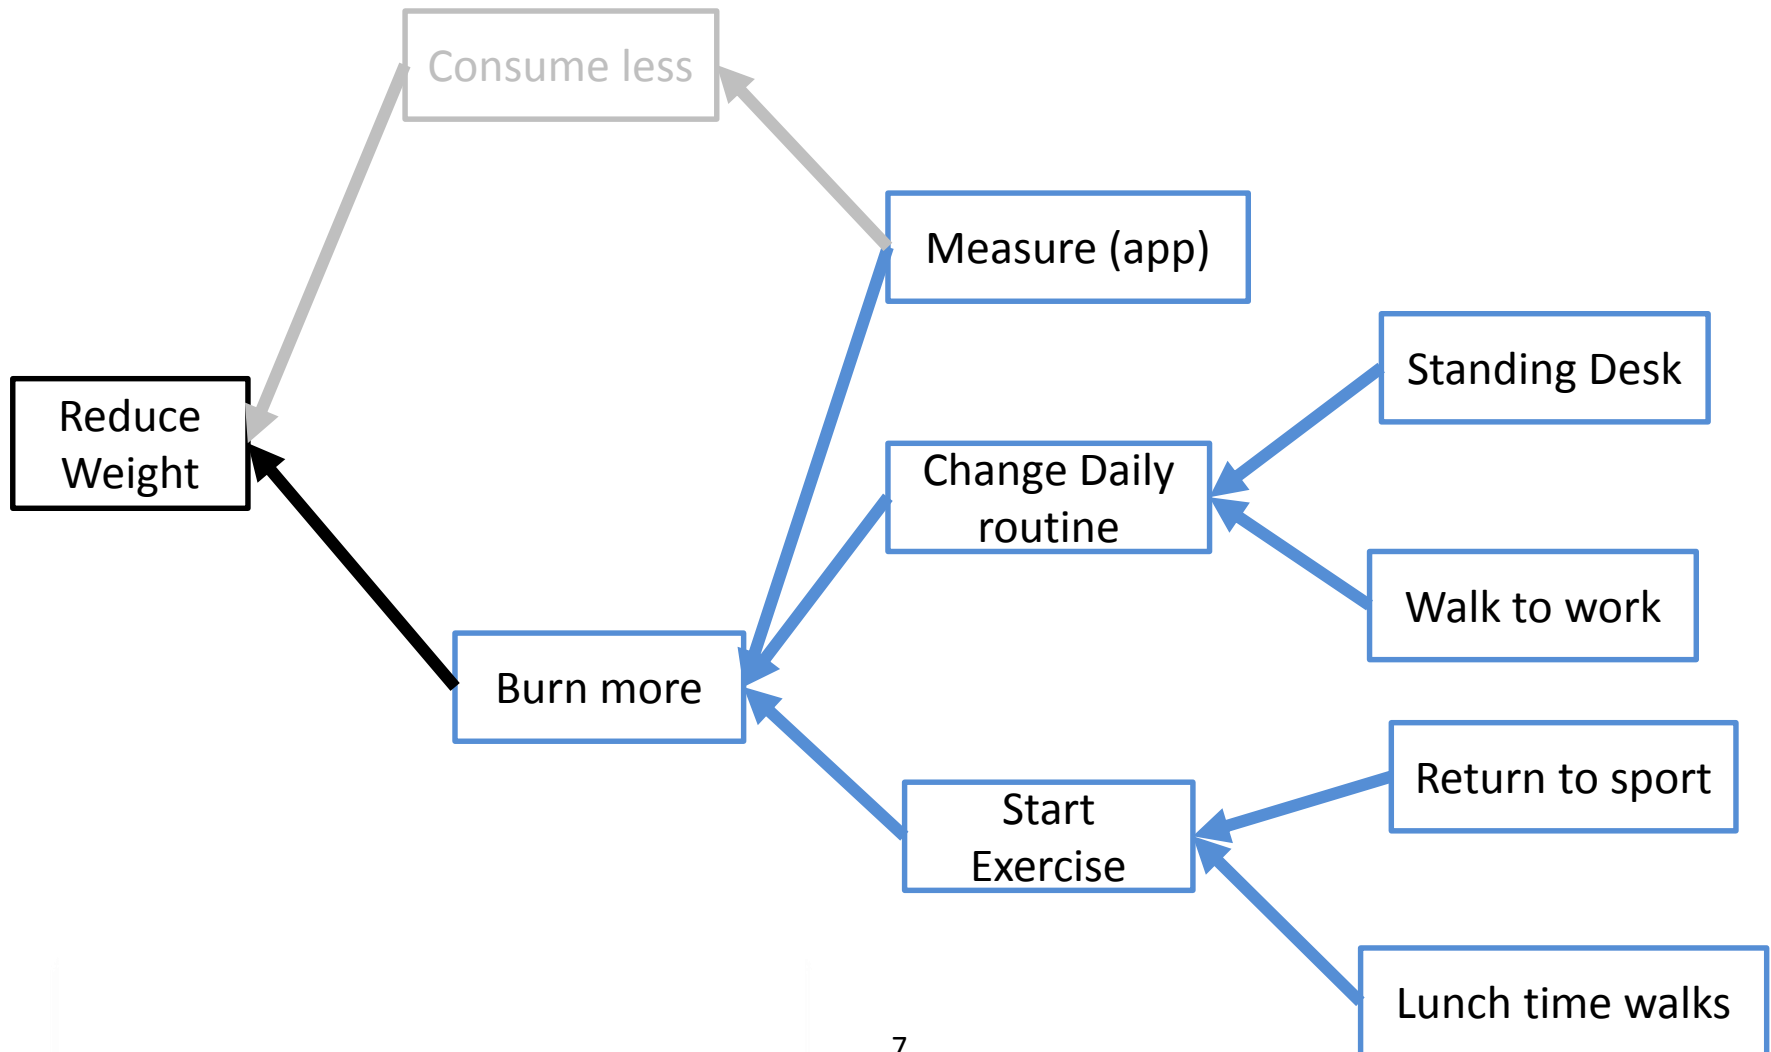 Consume less
Measure (app)
Standing Desk
Reduce
Weight
Change Daily
routine
Walk to work
Burn more
Return to sport
Start
Exercise
Lunch time walks
7